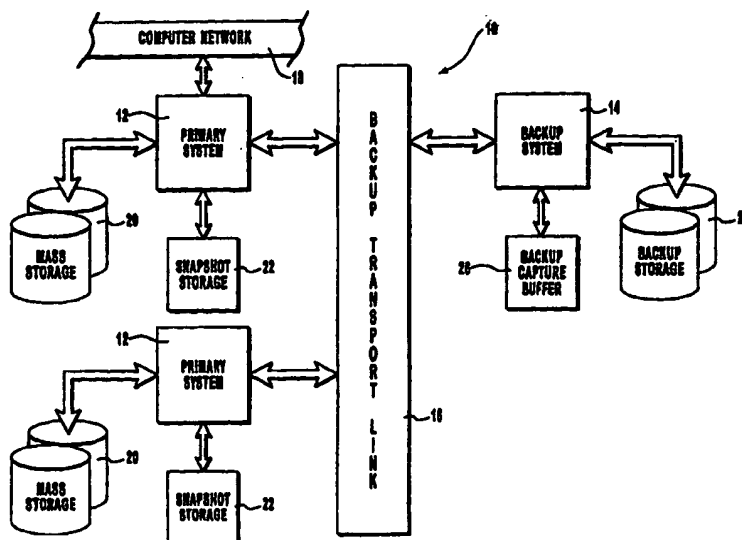 COMPUTER NETWORK
18
10
12
PRIMARY
SYSTEM
BACKUP TRANSPORT LINK
14
BACKUP
SYSTEM
20
MASS
STORAGE
SNAPSHOT
STORAGE
22
26
BACKUP
CAPTURE
BUFFER
BACKUP
STORAGE
12
PRIMARY
SYSTEM
16
20
MASS
STORAGE
SNAPSHOT
STORAGE
22